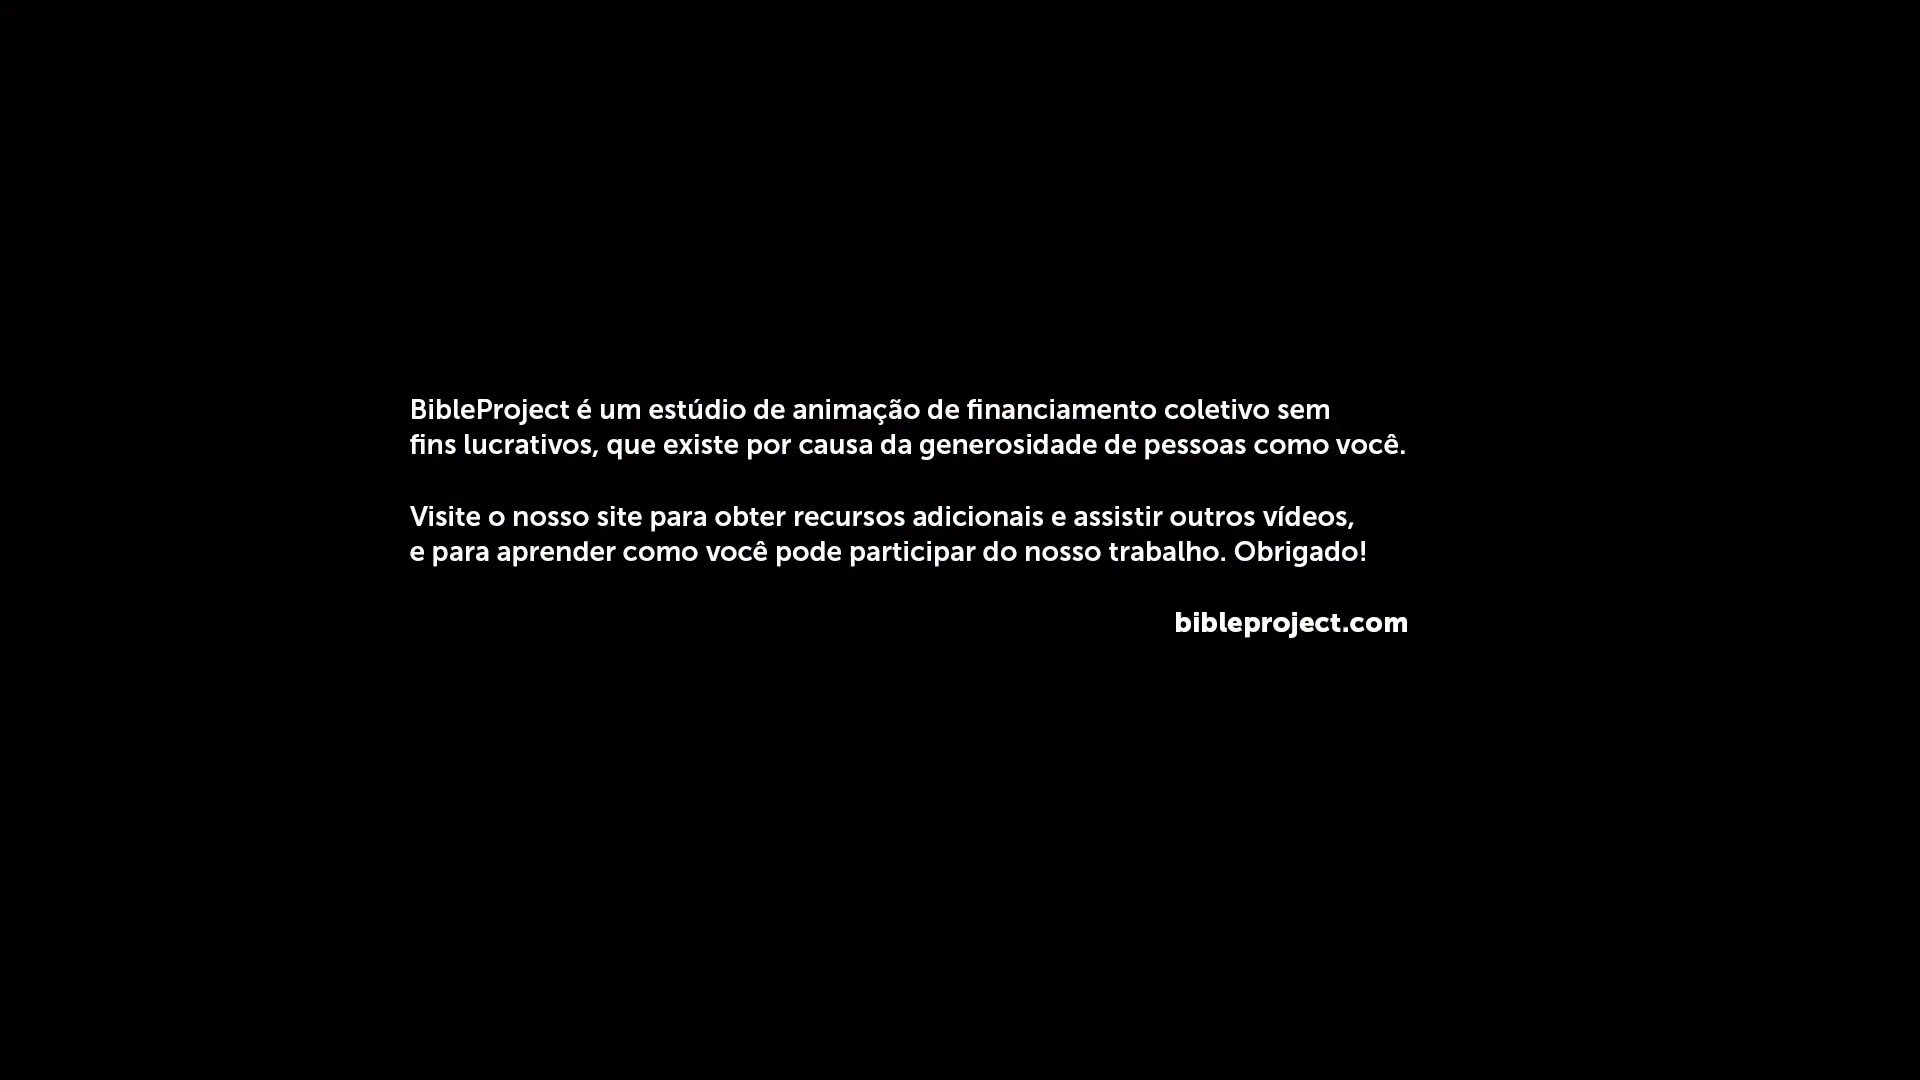 BibleProject é um estúdio de animação de financiamento coletivo sem
fins lucrativos, que existe por causa da generosidade de pessoas como você.
Visite o nosso site para obter recursos adicionais e assistir outros vídeos,
e para aprender como você pode participar do nosso trabalho. Obrigado!
bibleproject.com